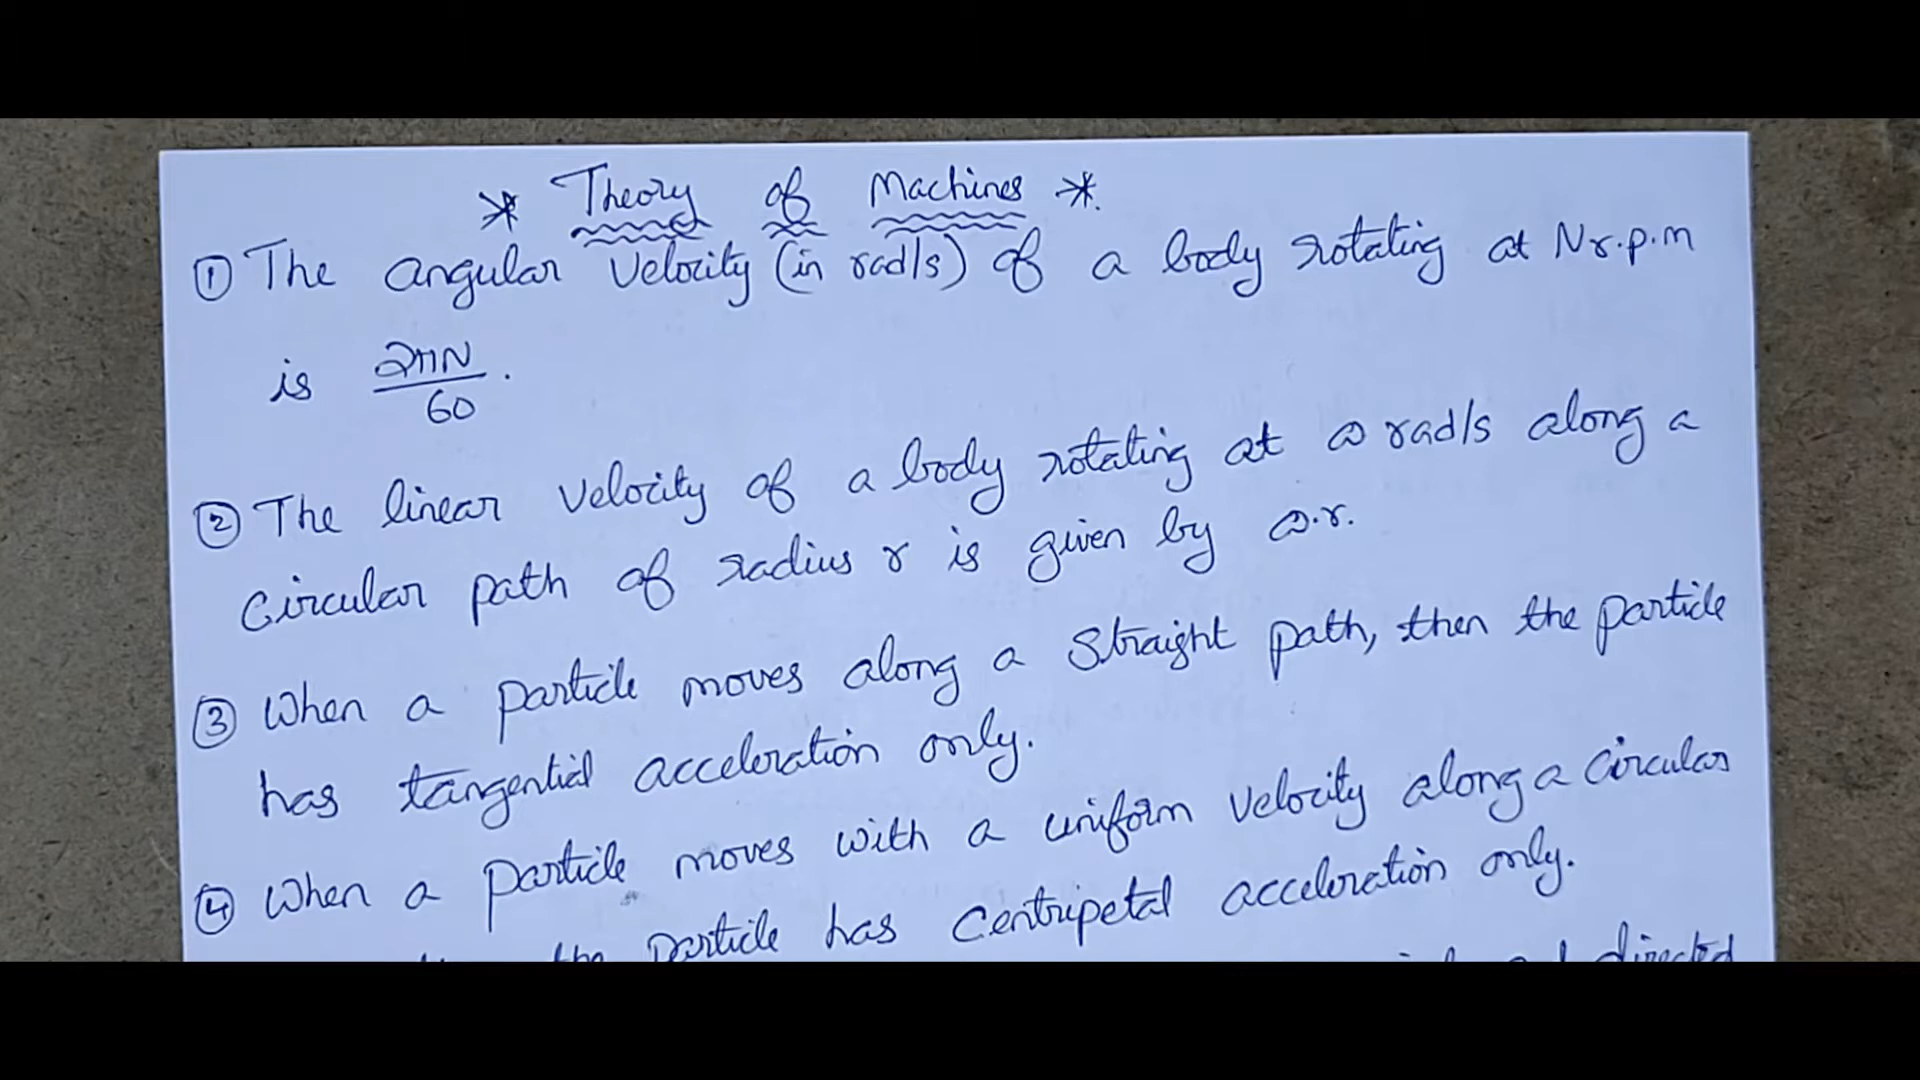 * Theory of Machines *.
① The angular velocity (in rad/s) of a body rotating at N r.p.m
is 2πN/60.
② The linear velocity of a body rotating at ω rad/s along a
circular path of radius r is given by ω.r.
③ When a particle moves along a straight path, then the particle
has tangential acceleration only.
④ When a particle moves with a uniform velocity along a circular
the particle has centripetal acceleration only.
directed